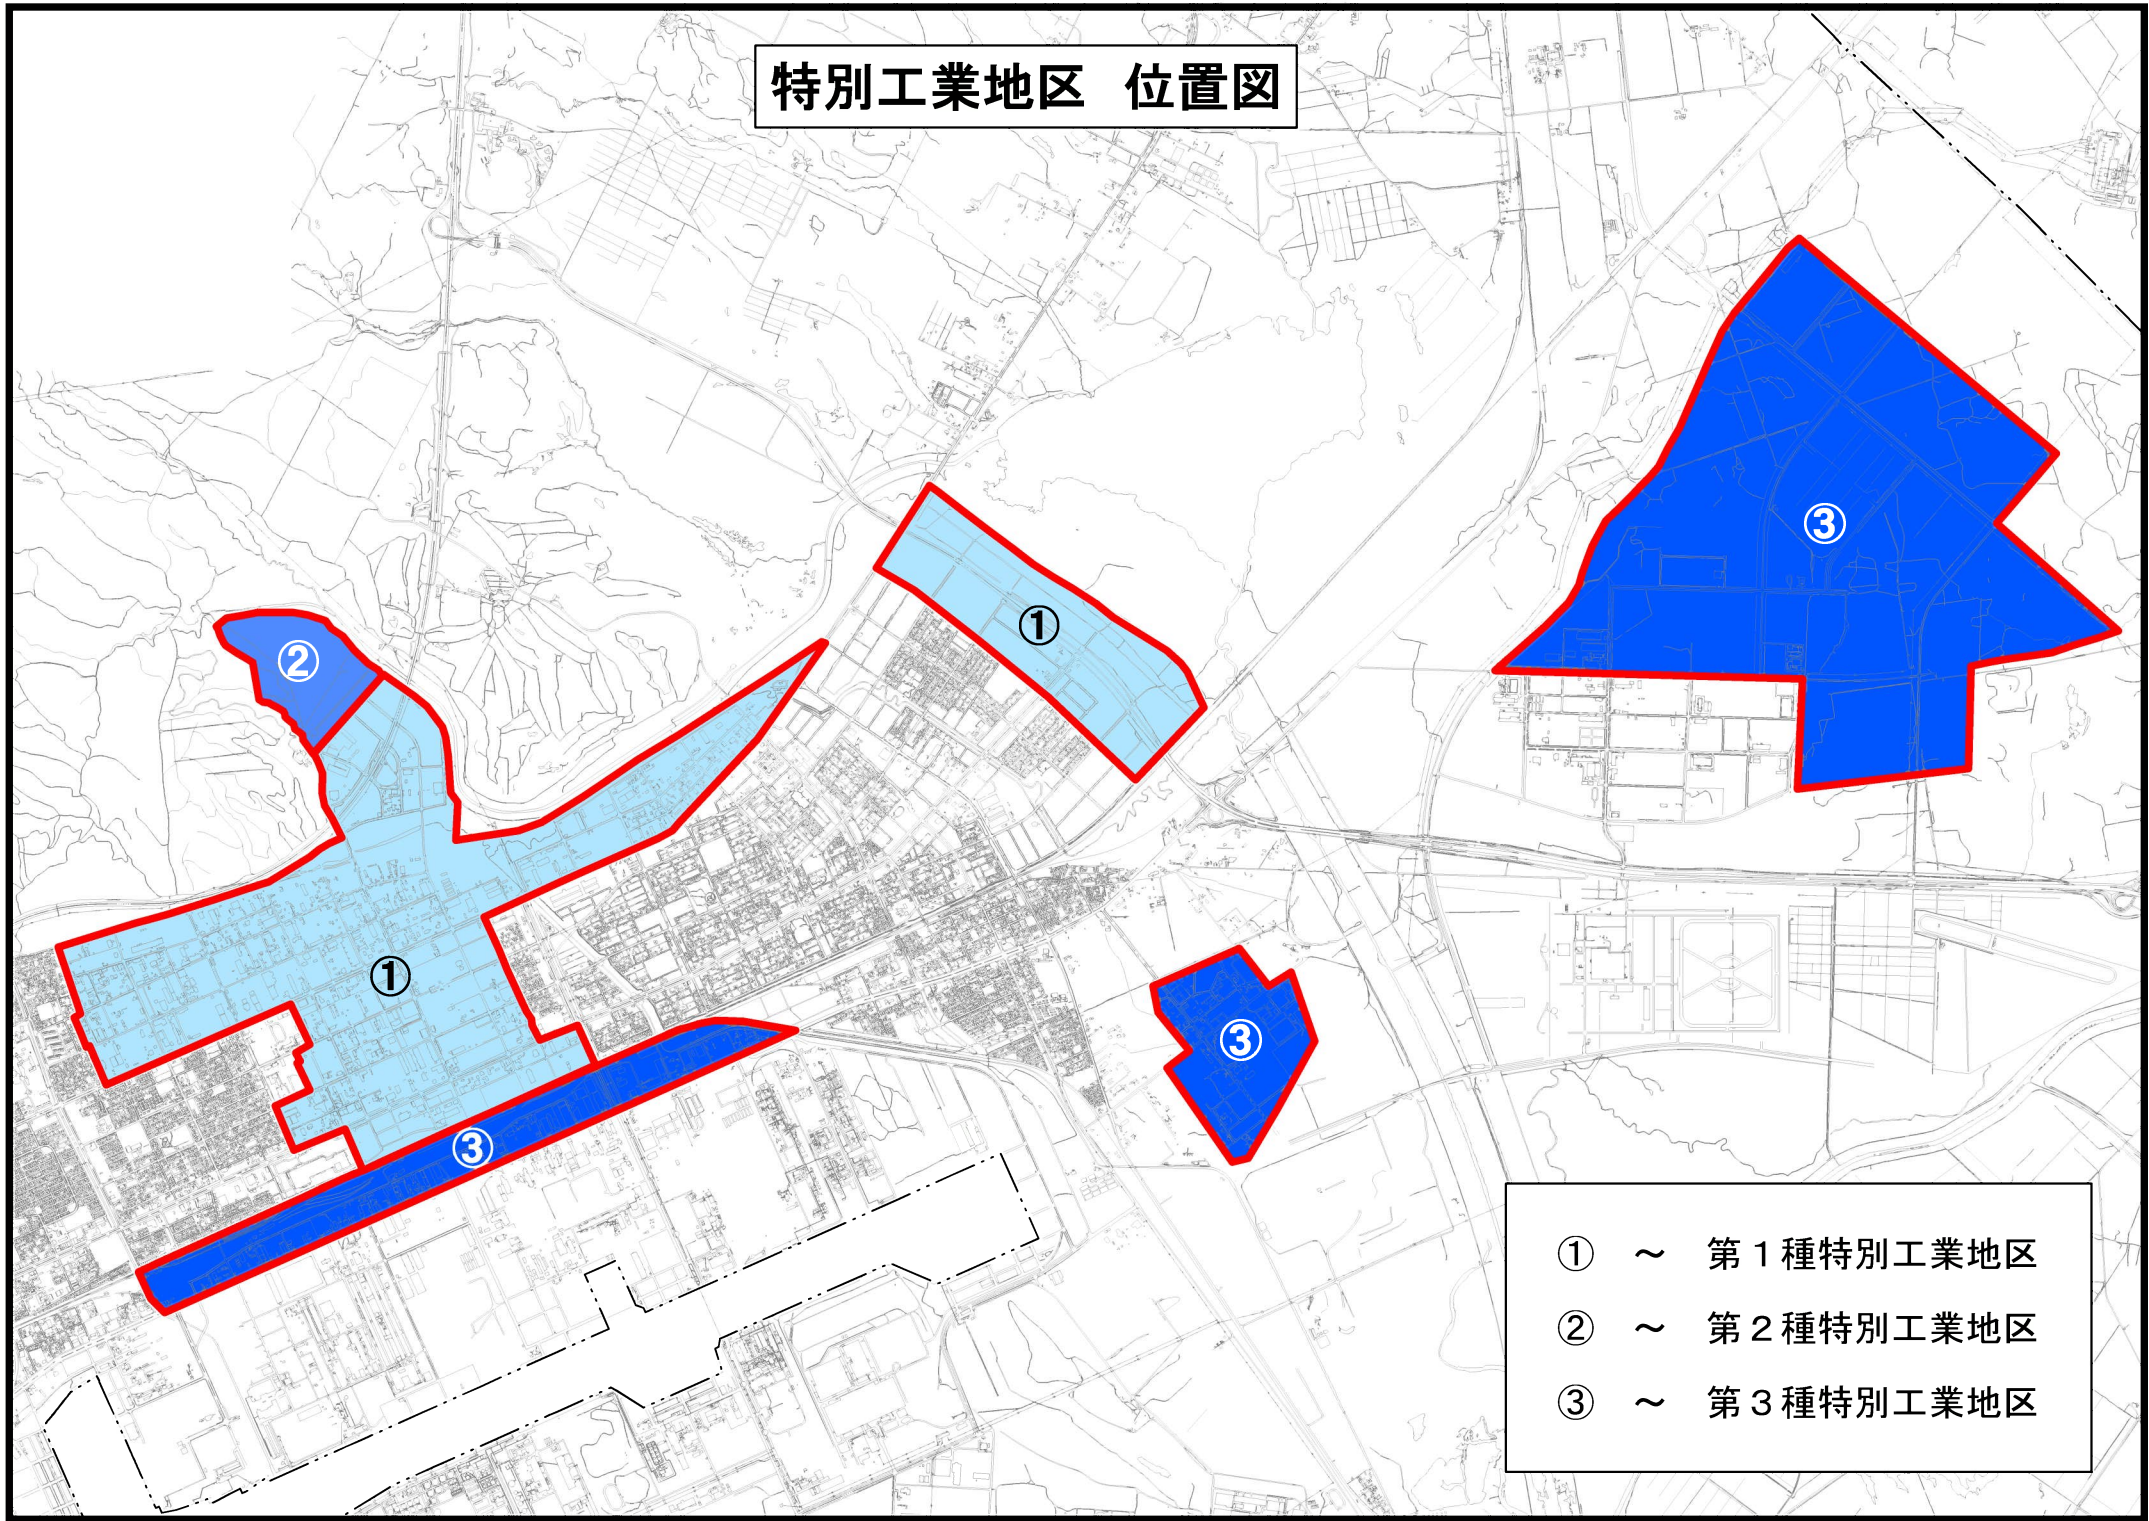 特別工業地区 位置図
③
①
②
①
③
③
① ～ 第１種特別工業地区
② ～ 第２種特別工業地区
③ ～ 第３種特別工業地区